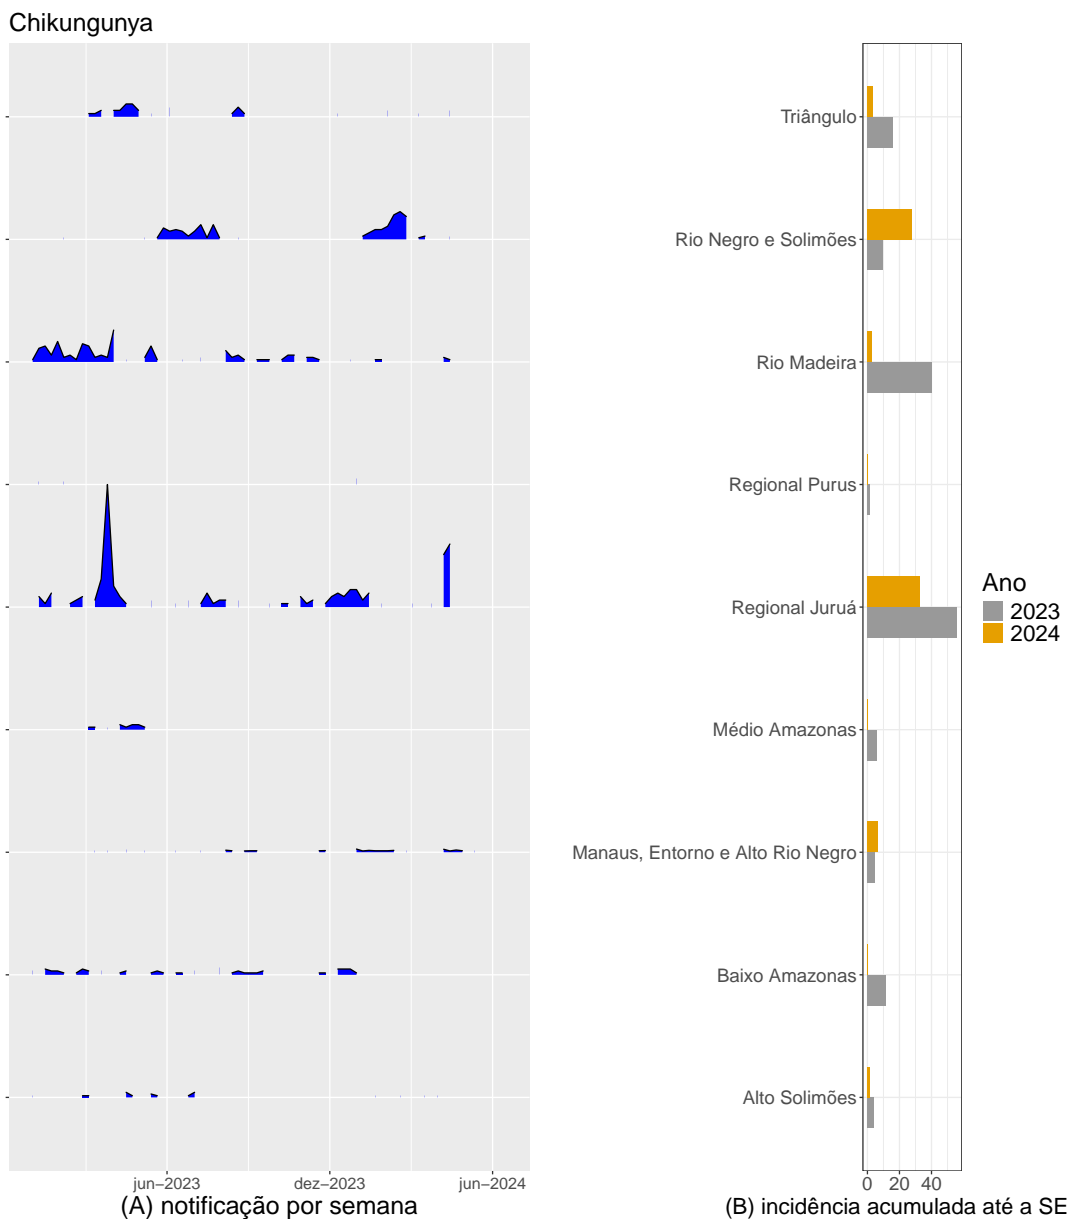 Chikungunya
Triângulo
Rio Negro e Solimões
Rio Madeira
Regional Purus
Regional Juruá
Médio Amazonas
Manaus, Entorno e Alto Rio Negro
Baixo Amazonas
Alto Solimões
Ano
2023
2024
jun−2023
dez−2023
jun−2024
0
20
40
(A) notificação por semana
(B) incidência acumulada até a SE